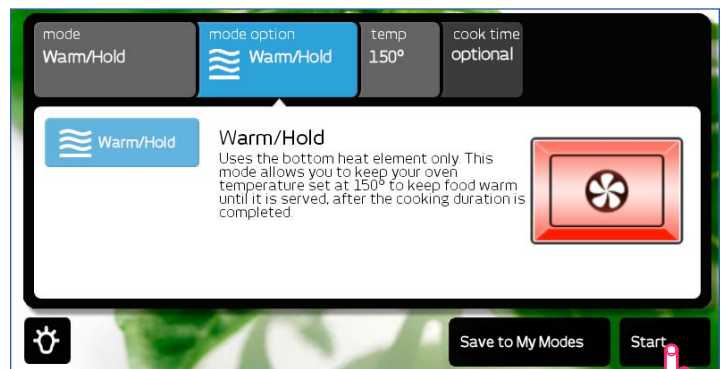 mode
Warm/Hold
mode option
Warm/Hold
temp
150°
cook time
optional
Warm/Hold
Warm/Hold
Uses the bottom heat element only. This
mode allows you to keep your oven
temperature set at 150° to keep food warm
until it is served, after the cooking duration is
completed.
Save to My Modes
Start